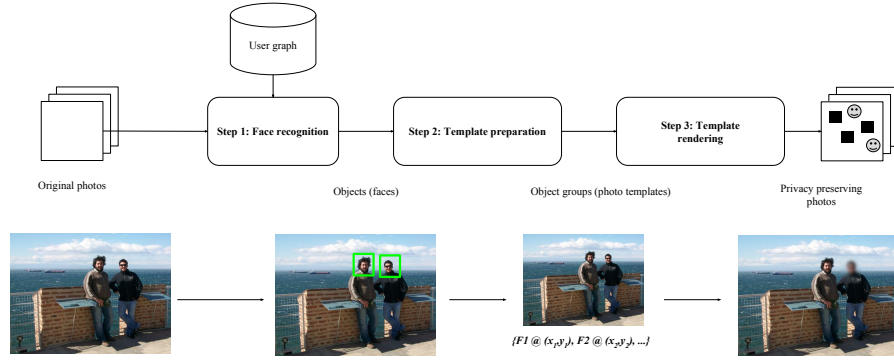 User graph
Step 1: Face recognition
Step 2: Template preparation
Step 3: Template
rendering
Original photos
Objects (faces)
Object groups (photo templates)
Privacy preserving
photos
{F1 @ (x₁,y₁), F2 @ (x₂,y₂), ...}